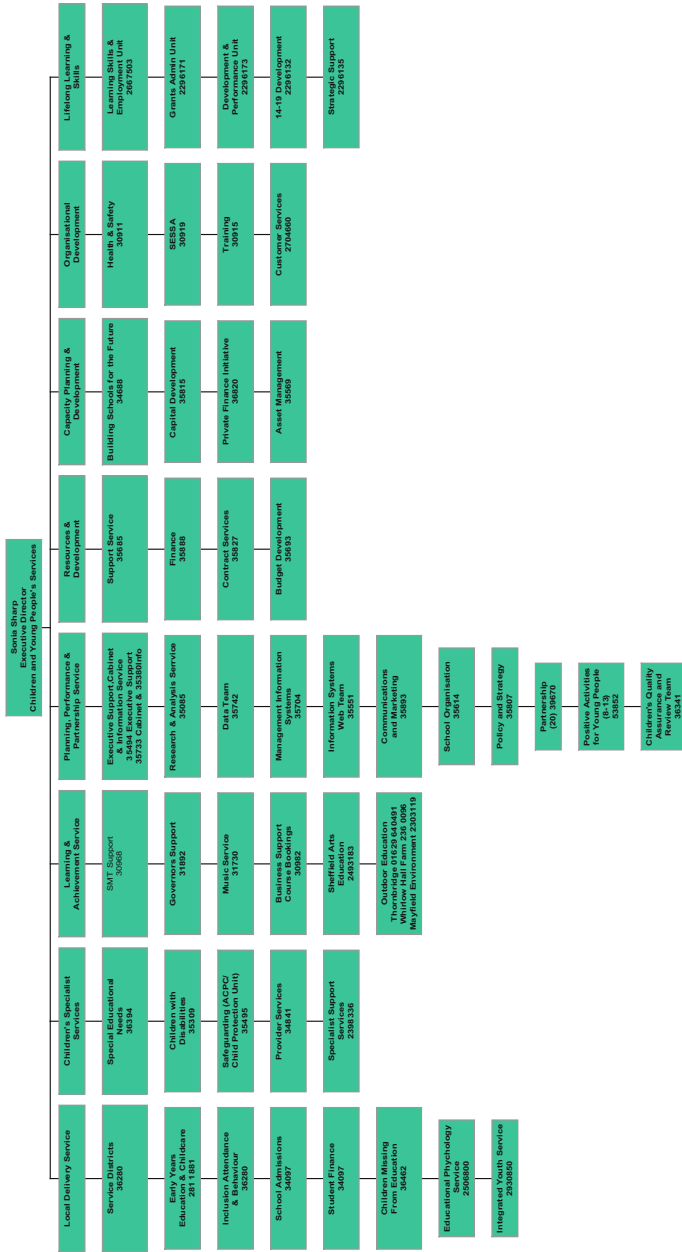 Sonia Sharp
Executive Director
Children and Young People's Services
Local Delivery Service
Service Districts
36280
Early Years
Education & Childcare
2811881
Inclusion Attendance
& Behaviour
36280
School Admissions
34097
Student Finance
34097
Children Missing
From Education
36462
Educational Phychology
Service
2506800
Integrated Youth Service
2930850
Children's Specialist
Services
Special Educational
Needs
36394
Children with
Disabilities
35309
Safeguarding (ACPC/
Child Protection Unit)
35495
Provider Services
34841
Specialist Support
Services
2398336
Learning &
Achievement Service
SMT Support
30968
Governors Support
31892
Music Service
31730
Business Support
Course Bookings
30982
Sheffield Arts
Education
2493183
Outdoor Education
Thornbridge 01629 640491
Whirlow Hall Farm 236 0096
Mayfield Environment 2303119
Planning, Performance &
Partnership Service
Executive Support,Cabinet
& Information Service
35494 Executive Support
35733 Cabinet & 35380Info
Research & Analysis Serrvice
35085
Data Team
35742
Management Information
Systems
35704
Information Systems
Web Team
35551
Communications
and Marketing
35893
School Organisation
35614
Policy and Strategy
35807
Partnership
(20) 39670
Positive Activities
for Young People
(8-13)
53852
Children's Quality
Assurance and
Review Team
36341
Resources &
Development
Support Service
35685
Finance
35888
Contract Services
35827
Budget Development
35693
Capacity Planning &
Development
Building Schools for the Future
34688
Capital Development
35815
Private Finance Initiative
36820
Asset Management
35569
Organisational
Development
Health & Safety
30911
SESSA
30919
Training
30915
Customer Services
2704660
Lifelong Learning &
Skills
Learning Skills &
Employment Unit
2667503
Grants Admin Unit
2296171
Development &
Performance Unit
2296173
14-19 Development
2296132
Strategic Support
2296135